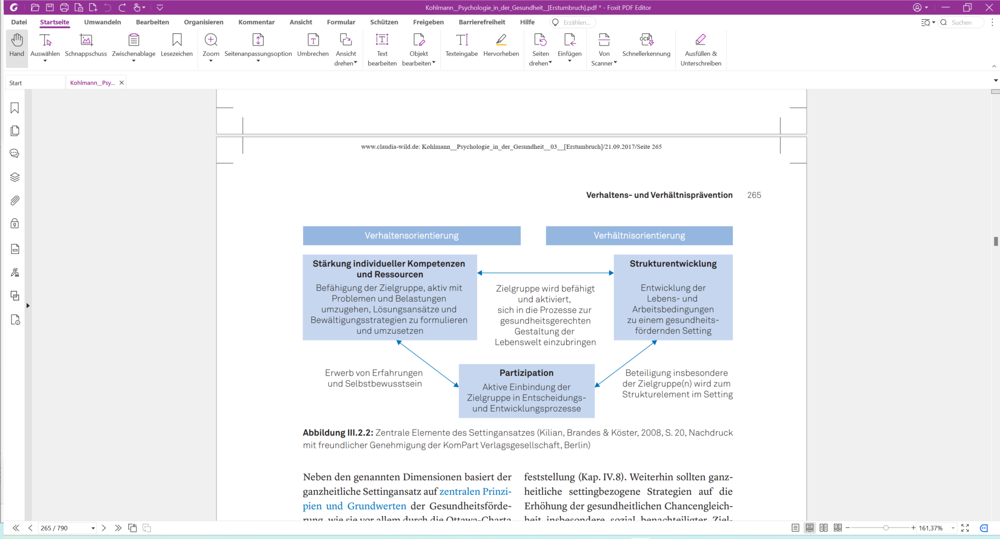 Kohlmann__Psychologie_in_der_Gesundheit__[Erstumbruch].pdf * - Foxit PDF Editor
Datei Startseite Umwandeln Bearbeiten Organisieren Kommentar Ansicht Formular Schützen Freigeben Barrierefreiheit Hilfe Erzählen... Suchen
Hand Auswählen Schnappschuss Zwischenablage Lesezeichen Zoom Seitenanpassungsoption Umbrechen Ansicht drehen Text bearbeiten Objekt bearbeiten Texteingabe Hervorheben Seiten drehen Einfügen Von Scanner Schnellerkennung Ausfüllen & Unterschreiben
Start Kohlmann__Psy...
www.claudia-wild.de: Kohlmann__Psychologie_in_der_Gesundheit__03__[Erstumbruch]/21.09.2017/Seite 265
Verhaltens- und Verhältnisprävention 265
Verhaltensorientierung
Verhältnisorientierung
Stärkung individueller Kompetenzen
und Ressourcen
Befähigung der Zielgruppe, aktiv mit
Problemen und Belastungen
umzugehen, Lösungsansätze und
Bewältigungsstrategien zu formulieren
und umzusetzen
Zielgruppe wird befähigt
und aktiviert,
sich in die Prozesse zur
gesundheitsgerechten
Gestaltung der
Lebenswelt einzubringen
Strukturentwicklung
Entwicklung der
Lebens- und
Arbeitsbedingungen
zu einem gesundheits-
fördernden Setting
Erwerb von Erfahrungen
und Selbstbewusstsein
Partizipation
Aktive Einbindung der
Zielgruppe in Entscheidungs-
und Entwicklungsprozesse
Beteiligung insbesondere
der Zielgruppe(n) wird zum
Strukturelement im Setting
Abbildung III.2.2: Zentrale Elemente des Settingansatzes (Kilian, Brandes & Köster, 2008, S. 20, Nachdruck
mit freundlicher Genehmigung der KomPart Verlagsgesellschaft, Berlin)
Neben den genannten Dimensionen basiert der
ganzheitliche Settingansatz auf zentralen Prinzi-
pien und Grundwerten der Gesundheitsförde-
rung, wie sie vor allem durch die Ottawa-Charta
feststellung (Kap. IV.8). Weiterhin sollten ganz-
heitliche settingbezogene Strategien auf die
Erhöhung der gesundheitlichen Chancengleich-
heit insbesondere sozial benachteiligter Ziel-
265 / 790
161,37%